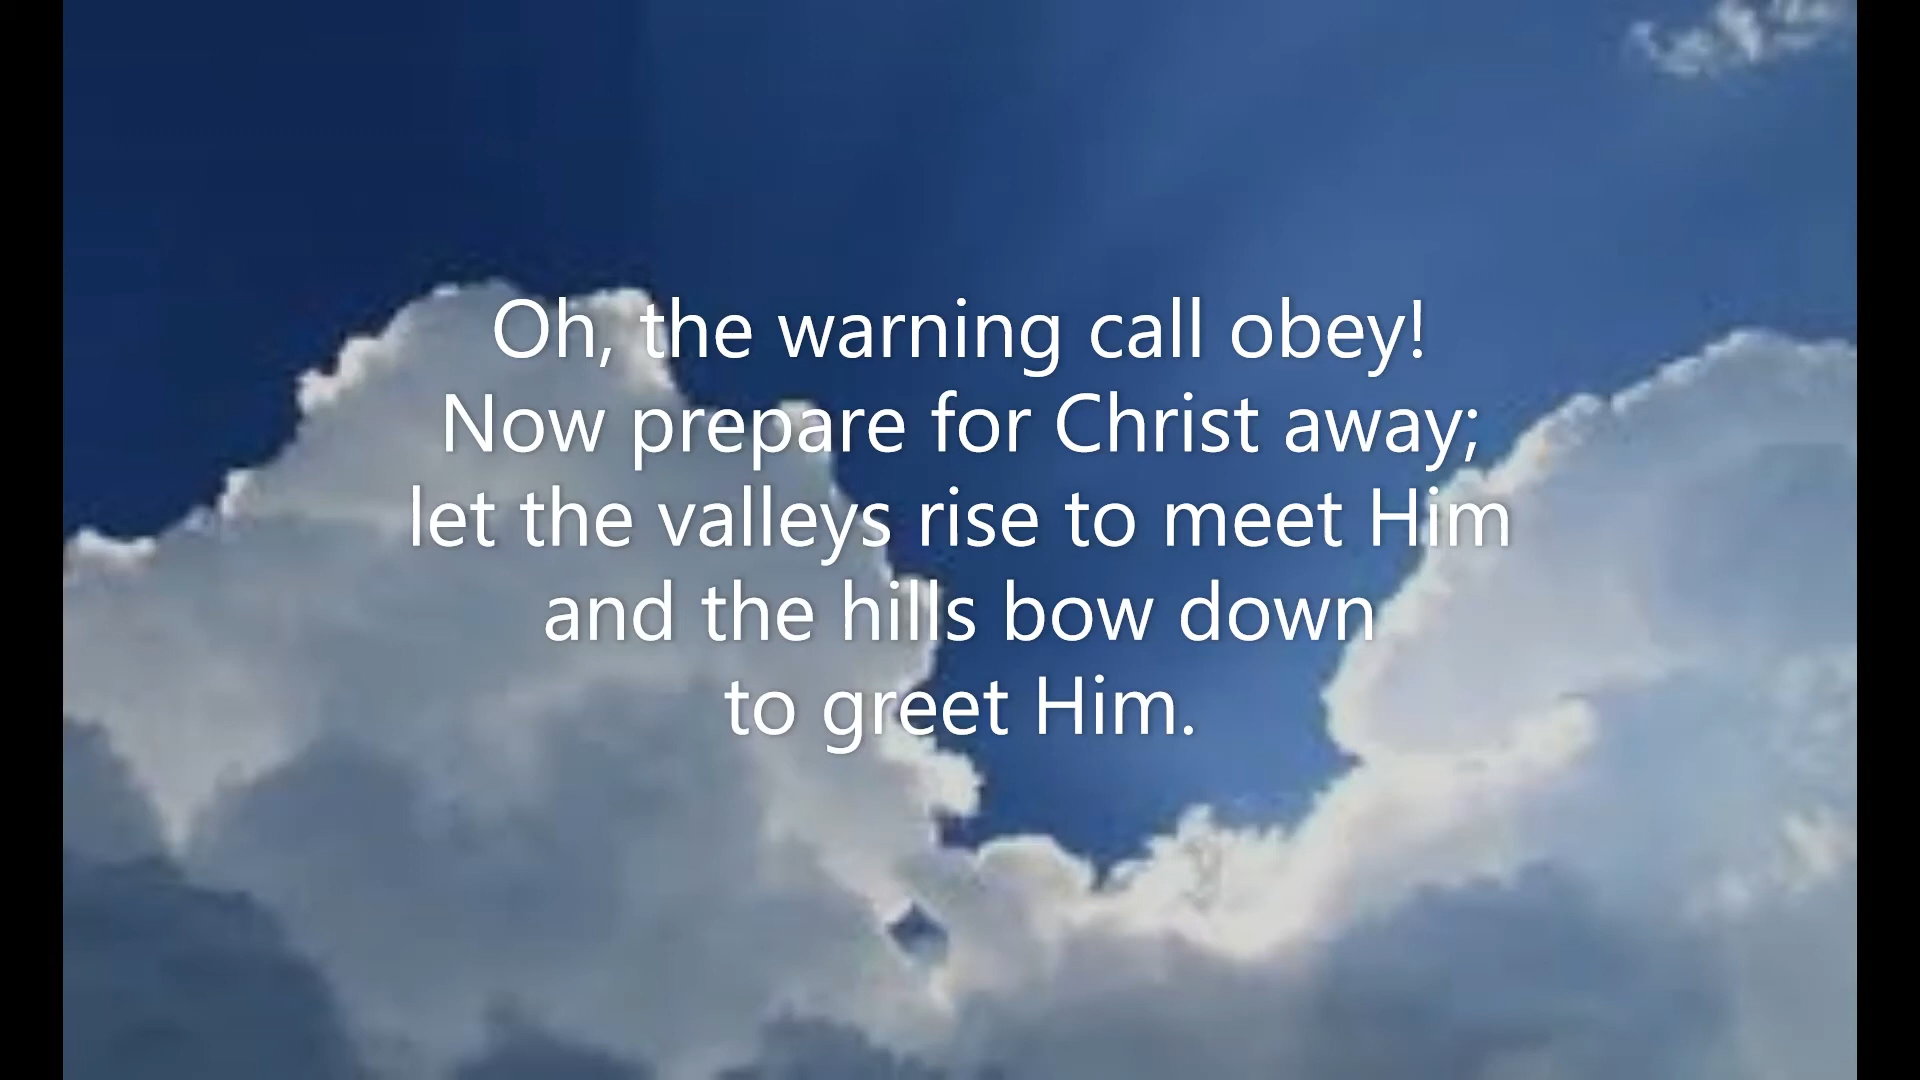 Oh, the warning call obey!
Now prepare for Christ away;
let the valleys rise to meet Him
and the hills bow down
to greet Him.